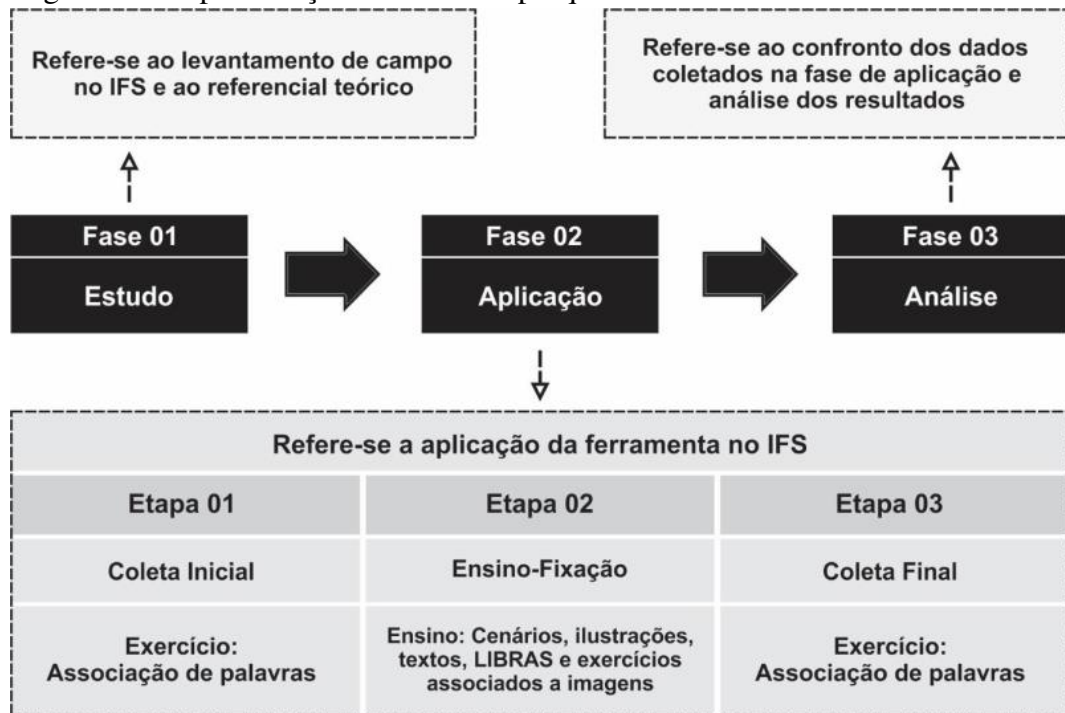 Refere-se ao levantamento de campo
no IFS e ao referencial teórico
Refere-se ao confronto dos dados
coletados na fase de aplicação e
análise dos resultados
Fase 01
Estudo
Fase 02
Aplicação
Fase 03
Análise
Refere-se a aplicação da ferramenta no IFS
Etapa 01
Etapa 02
Etapa 03
Coleta Inicial
Ensino-Fixação
Coleta Final
Exercício:
Associação de palavras
Ensino: Cenários, ilustrações,
textos, LIBRAS e exercícios
associados a imagens
Exercício:
Associação de palavras